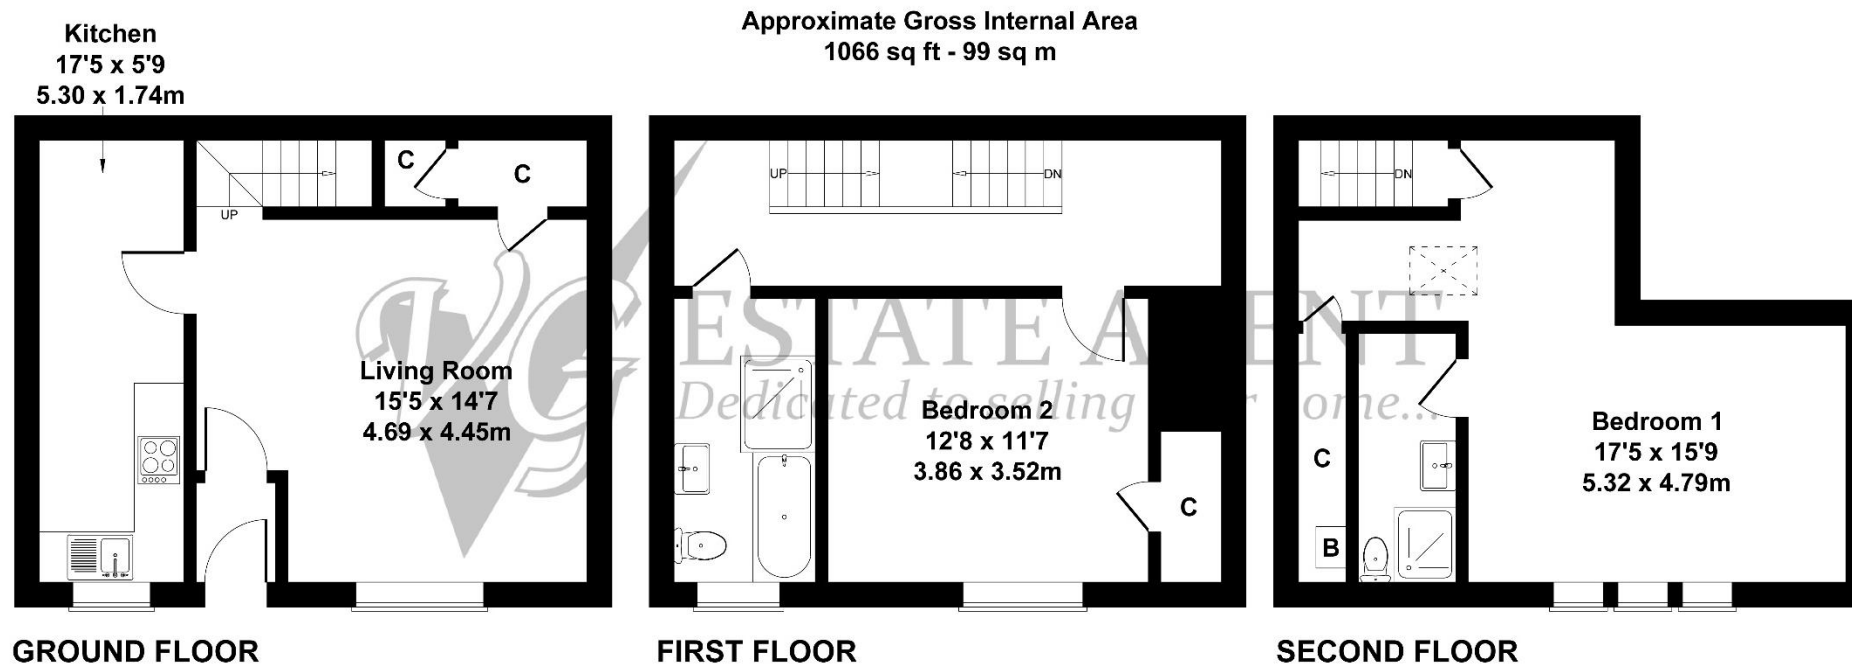 Approximate Gross Internal Area
1066 sq ft - 99 sq m
Kitchen
17'5 x 5'9
5.30 x 1.74m
C
C
UP
Living Room
15'5 x 14'7
4.69 x 4.45m
GROUND FLOOR
UP
DN
Bedroom 2
12'8 x 11'7
3.86 x 3.52m
C
FIRST FLOOR
DN
C
B
Bedroom 1
17'5 x 15'9
5.32 x 4.79m
SECOND FLOOR
VG ESTATE A ENT
Dedicated to selling r ome...